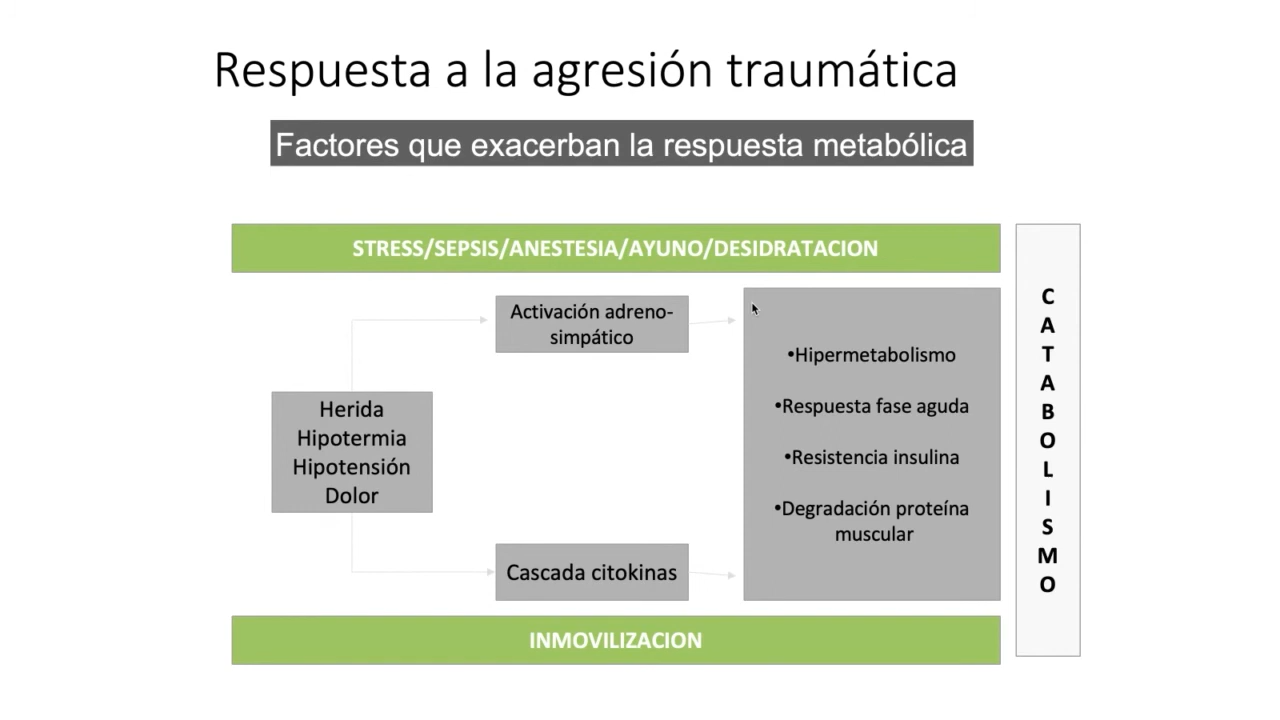 Respuesta a la agresión traumática
Factores que exacerban la respuesta metabólica
STRESS/SEPSIS/ANESTESIA/AYUNO/DESIDRATACION
Activación adreno-
simpático
Herida
Hipotermia
Hipotensión
Dolor
Cascada citokinas
•Hipermetabolismo
•Respuesta fase aguda
•Resistencia insulina
•Degradación proteína
muscular
INMOVILIZACION
C
A
T
A
B
O
L
I
S
M
O